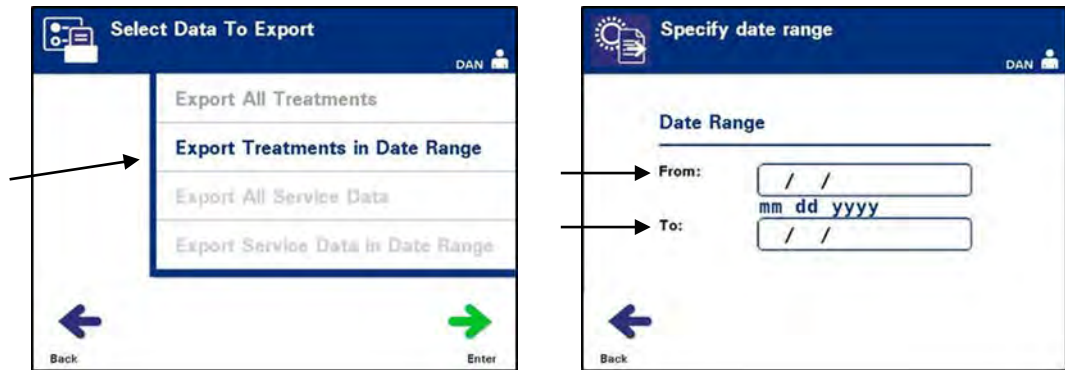 Select Data To Export
DAN
Export All Treatments
Export Treatments in Date Range
Export All Service Data
Export Service Data in Date Range
Back
Enter
Specify date range
DAN
Date Range
From:
/ /
mm dd yyyy
To:
/ /
Back